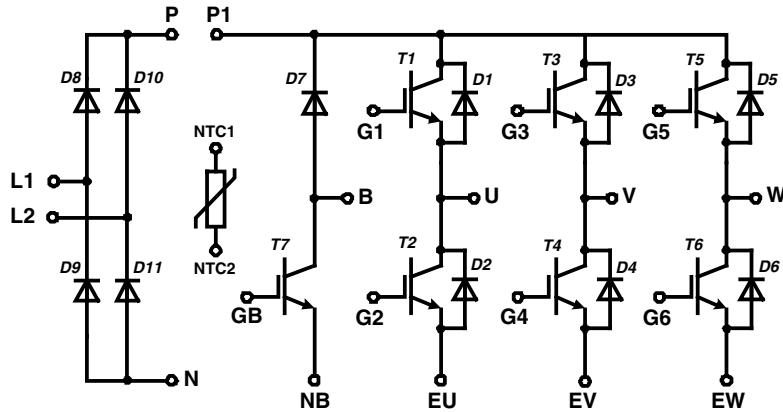 P P1
D8 D10 D7 T1 D1 T3 D3 T5 D5
NTC1
G1 G3 G5
L1
L2
B U V W
D9 D11 NTC2 T7 T2 D2 T4 D4 T6 D6
GB G2 G4 G6
N
NB EU EV EW